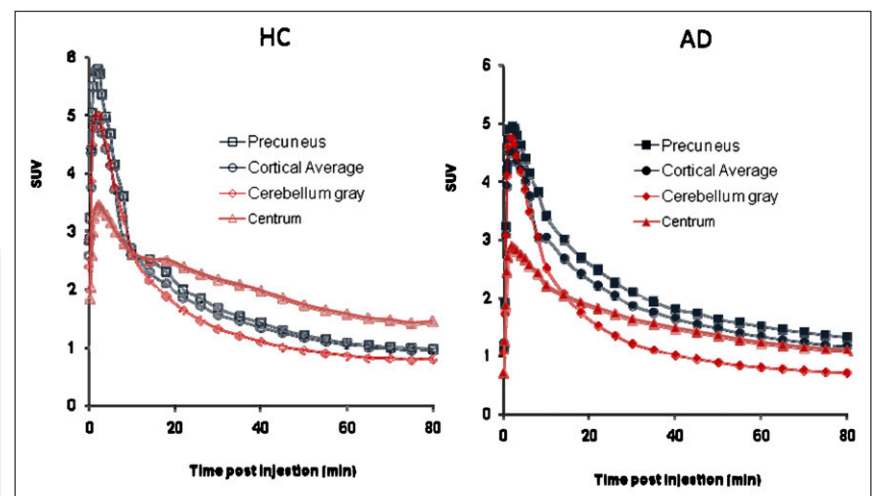 HC
6
5
4
3
2
1
0
SUV
Precuneus
Cortical Average
Cerebellum gray
Centrum
0 20 40 60 80
Time post injection (min)
AD
6
5
4
3
2
1
0
SUV
Precuneus
Cortical Average
Cerebellum gray
Centrum
0 20 40 60 80
Time post injection (min)